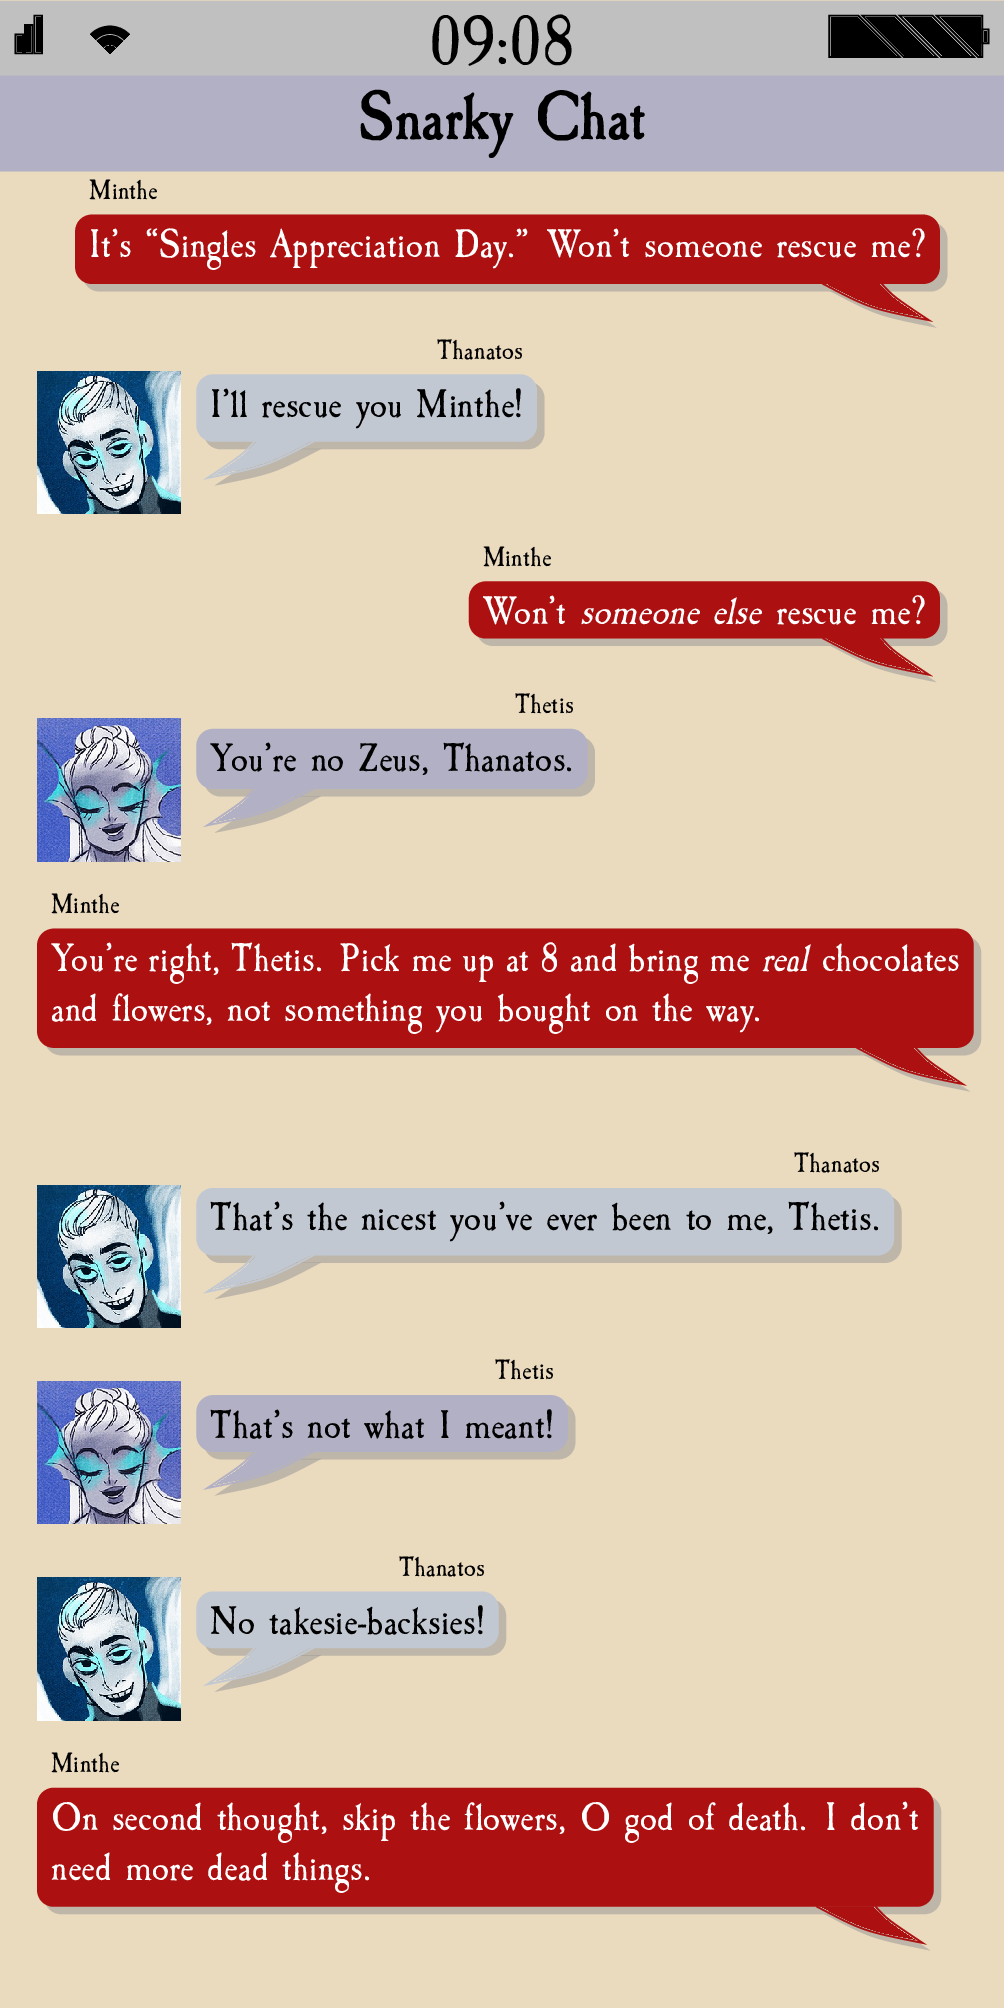 09:08
Snarky Chat
Minthe
It's “Singles Appreciation Day.” Won't someone rescue me?
Thanatos
I'll rescue you Minthe!
Minthe
Won't someone else rescue me?
Thetis
You're no Zeus, Thanatos.
Minthe
You're right, Thetis. Pick me up at 8 and bring me real chocolates
and flowers, not something you bought on the way.
Thanatos
That's the nicest you've ever been to me, Thetis.
Thetis
That's not what I meant!
Thanatos
No takesie-backsies!
Minthe
On second thought, skip the flowers, O god of death. I don't
need more dead things.